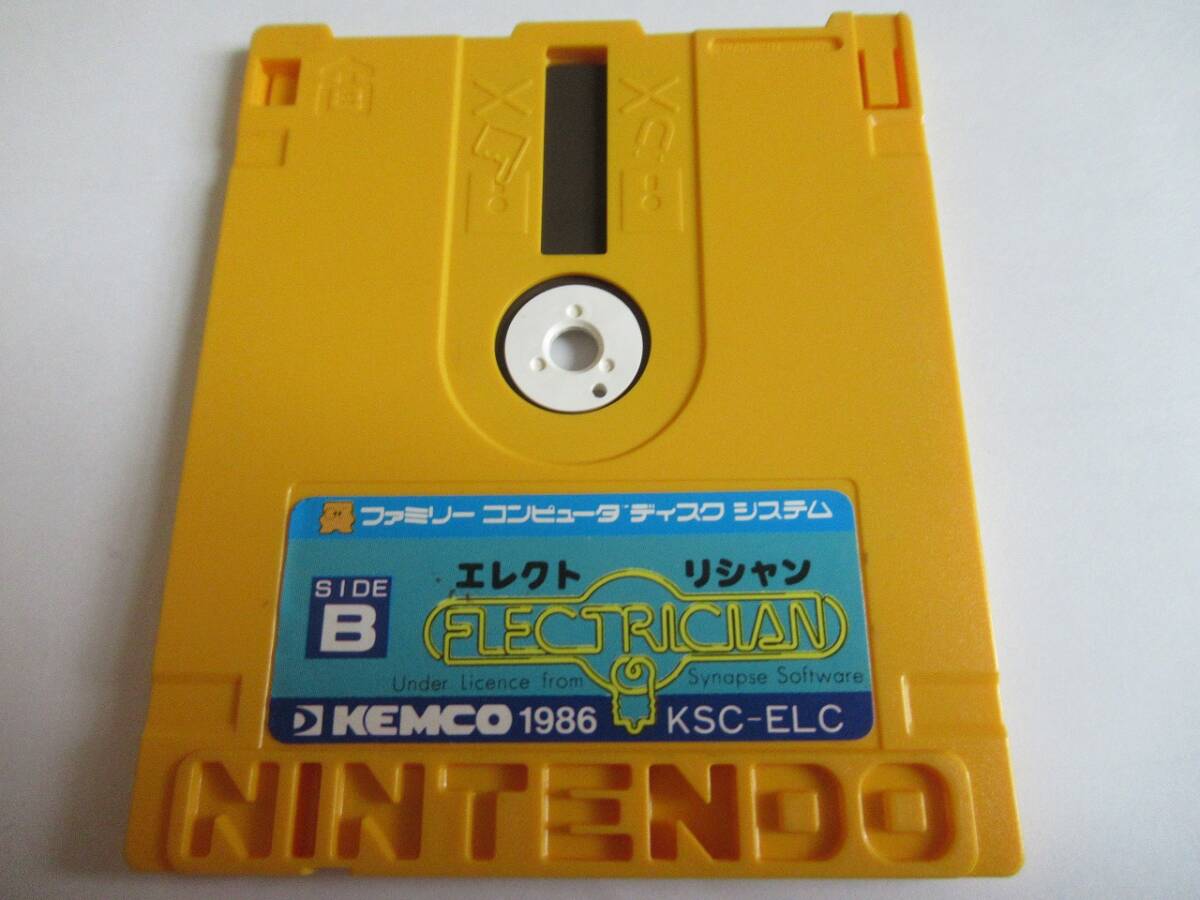 ファミリー コンピュータ ディスク システム
エレクトリシャン
SIDE
B
ELECTRICIAN
Under Licence from Synapse Software
KEMCO 1986 KSC-ELC
NINTENDO